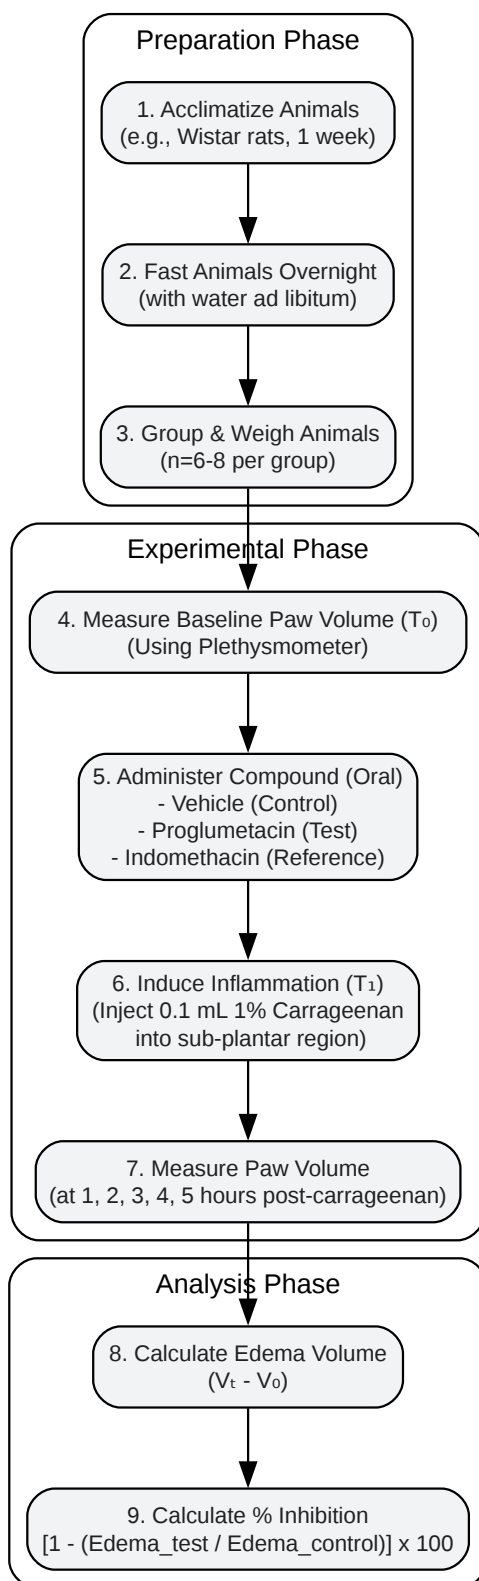 Preparation Phase
1. Acclimatize Animals
(e.g., Wistar rats, 1 week)
2. Fast Animals Overnight
(with water ad libitum)
3. Group & Weigh Animals
(n=6-8 per group)
Experimental Phase
4. Measure Baseline Paw Volume (T₀)
(Using Plethysmometer)
5. Administer Compound (Oral)
- Vehicle (Control)
- Proglumetacin (Test)
- Indomethacin (Reference)
6. Induce Inflammation (T₁)
(Inject 0.1 mL 1% Carrageenan
into sub-plantar region)
7. Measure Paw Volume
(at 1, 2, 3, 4, 5 hours post-carrageenan)
Analysis Phase
8. Calculate Edema Volume
(Vₜ - V₀)
9. Calculate % Inhibition
[1 - (Edema_test / Edema_control)] x 100